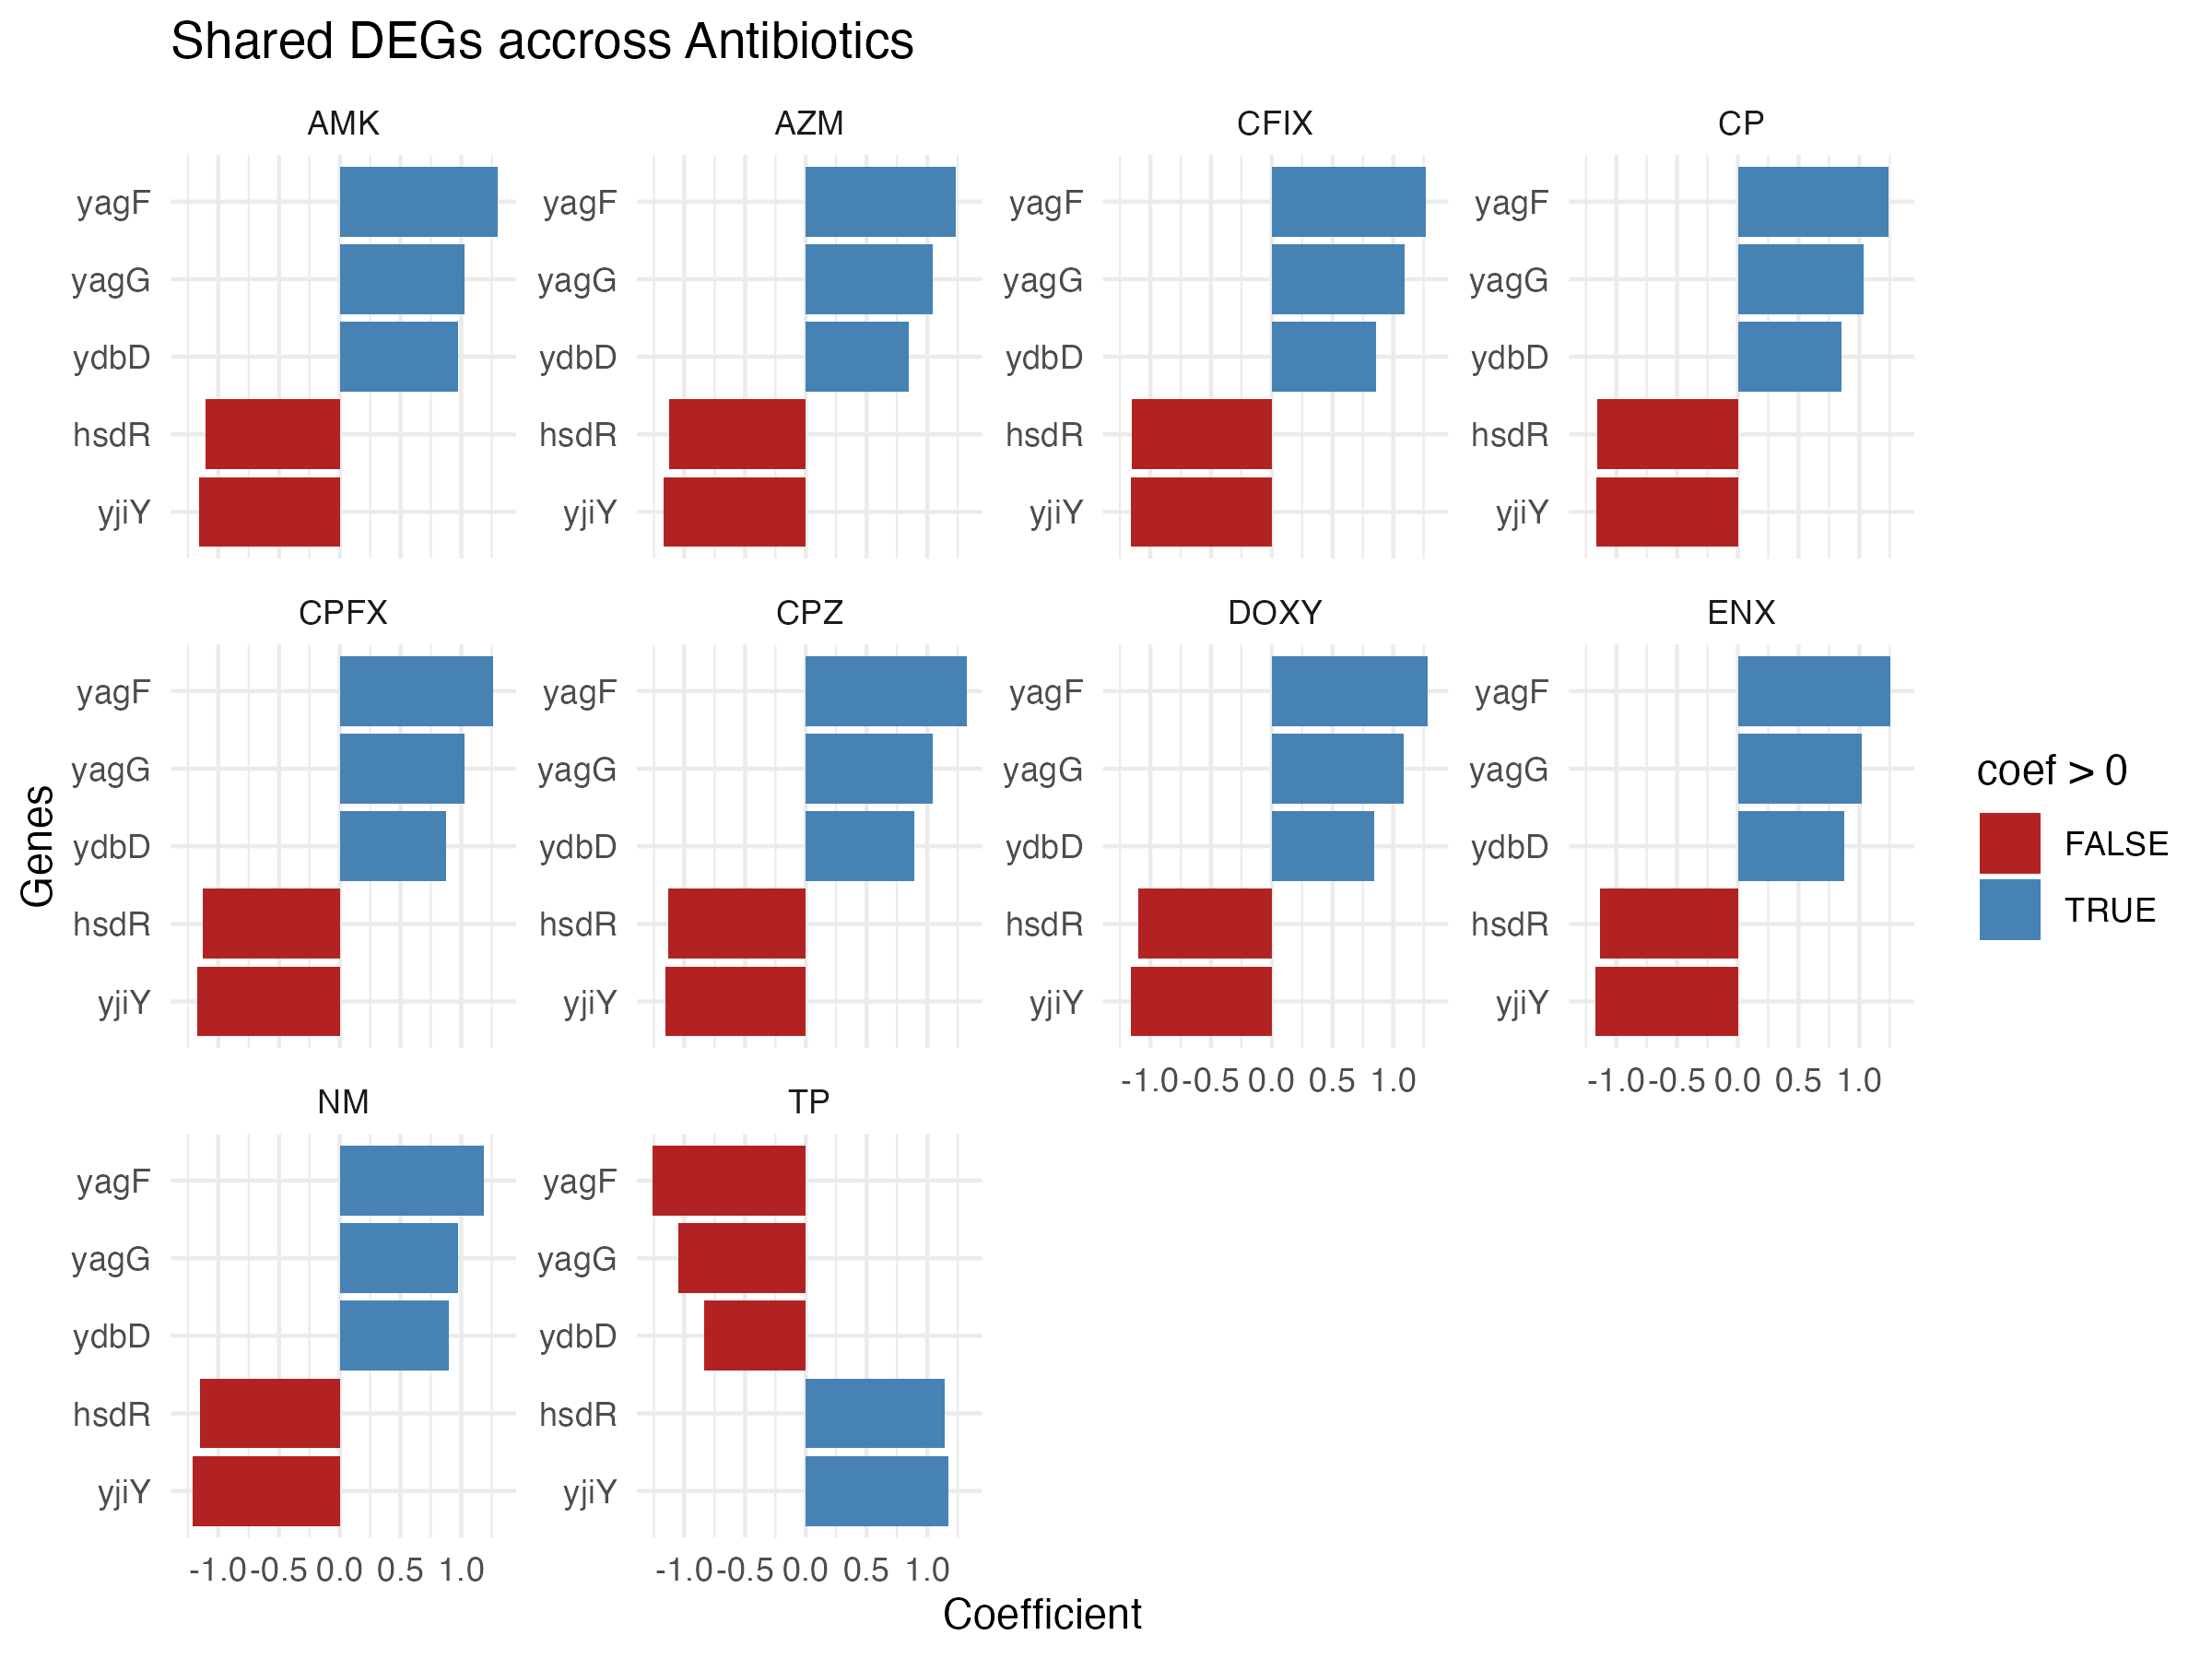 Shared DEGs accross Antibiotics
AMK
AZM
CFIX
CP
yagF
yagG
ydbD
hsdR
yjiY
yagF
yagG
ydbD
hsdR
yjiY
yagF
yagG
ydbD
hsdR
yjiY
yagF
yagG
ydbD
hsdR
yjiY
CPFX
CPZ
DOXY
ENX
yagF
yagG
ydbD
hsdR
yjiY
yagF
yagG
ydbD
hsdR
yjiY
yagF
yagG
ydbD
hsdR
yjiY
yagF
yagG
ydbD
hsdR
yjiY
-1.0 -0.5 0.0 0.5 1.0
-1.0 -0.5 0.0 0.5 1.0
NM
TP
yagF
yagG
ydbD
hsdR
yjiY
yagF
yagG
ydbD
hsdR
yjiY
-1.0 -0.5 0.0 0.5 1.0
-1.0 -0.5 0.0 0.5 1.0
Genes
Coefficient
coef > 0
FALSE
TRUE